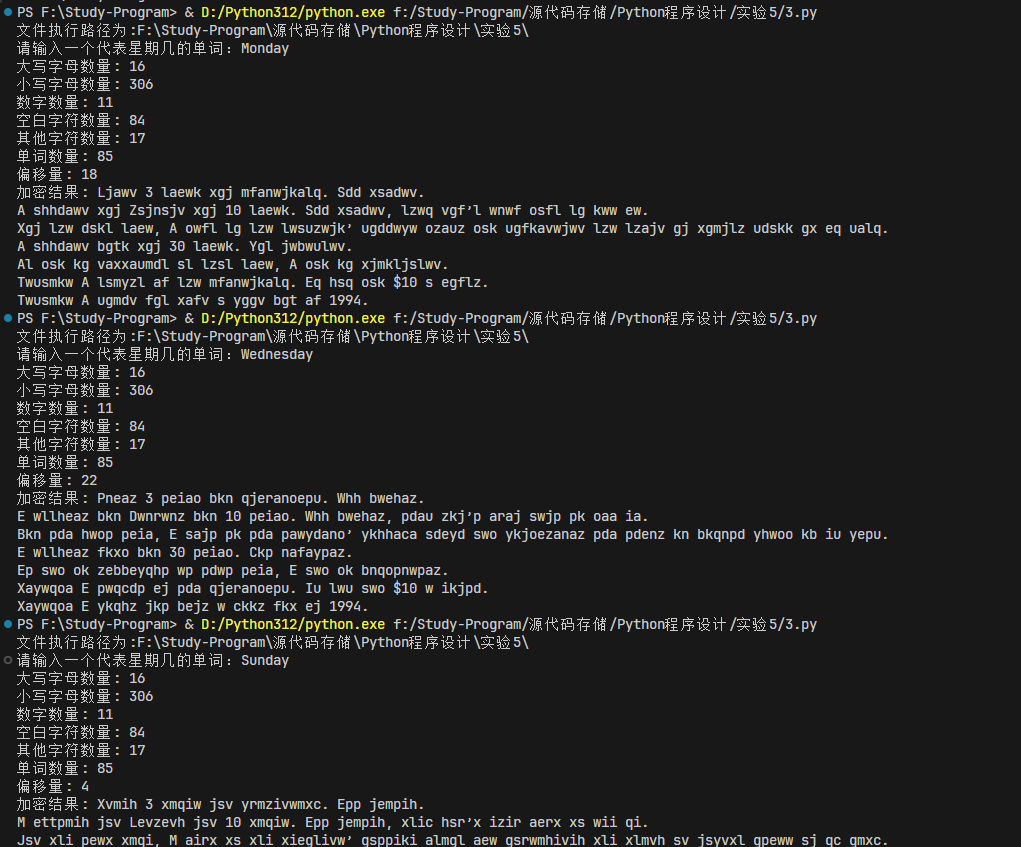 PS F:\Study-Program> & D:/Python312/python.exe f:/Study-Program/源代码存储/Python程序设计/实验5/3.py
文件执行路径为:F:\Study-Program\源代码存储\Python程序设计\实验5\
请输入一个代表星期几的单词: Monday
大写字母数量: 16
小写字母数量: 306
数字数量: 11
空白字符数量: 84
其他字符数量: 17
单词数量: 85
偏移量: 18
加密结果: Ljawv 3 laewk xgj mfanwjkalq. Sdd xsadwv.
A shhdawv xgj Zsjnsjv xgj 10 laewk. Sdd xsadwv, lzwq vgf’l wnwf osfl lg kww ew.
Xgj lzw dskl laew, A owfl lg lzw lwsuzwjk’ ugddwyw ozauz osk ugfkavwjwv lzw lzajv gj xgmjlz udskk gx eq ualq.
A shhdawv bgtk xgj 30 laewk. Ygl jwbwulwv.
Al osk kg vaxxaumdl sl lzsl laew, A osk kg xjmkljslwv.
Twusmkw A lsmyzl af lzw mfanwjkalq. Eq hsq osk $10 s egflz.
Twusmkw A ugmdv fgl xafv s yggv bgt af 1994.
PS F:\Study-Program> & D:/Python312/python.exe f:/Study-Program/源代码存储/Python程序设计/实验5/3.py
文件执行路径为:F:\Study-Program\源代码存储\Python程序设计\实验5\
请输入一个代表星期几的单词: Wednesday
大写字母数量: 16
小写字母数量: 306
数字数量: 11
空白字符数量: 84
其他字符数量: 17
单词数量: 85
偏移量: 22
加密结果: Pneaz 3 peiao bkn qjeranoepu. Whh bwehaz.
E wllheaz bkn Dwnrwnz bkn 10 peiao. Whh bwehaz, pdau zkj’p araj swjp pk oaa ia.
Bkn pda hwop peia, E sajp pk pda pawydano’ ykhhaca sdeyd swo ykjoezanaz pda pdenz kn bkqnpd yhwoo kb iu yepu.
E wllheaz fkxo bkn 30 peiao. Ckp nafaypaz.
Ep swo ok zebbeyqhp wp pdwp peia, E swo ok bnqopnwpaz.
Xaywqoa E pwqcdp ej pda qjeranoepu. Iu lwu swo $10 w ikjpd.
Xaywqoa E ykqhz jkp bejz w ckkz fkx ej 1994.
PS F:\Study-Program> & D:/Python312/python.exe f:/Study-Program/源代码存储/Python程序设计/实验5/3.py
文件执行路径为:F:\Study-Program\源代码存储\Python程序设计\实验5\
请输入一个代表星期几的单词: Sunday
大写字母数量: 16
小写字母数量: 306
数字数量: 11
空白字符数量: 84
其他字符数量: 17
单词数量: 85
偏移量: 4
加密结果: Xvmih 3 xmqiw jsv yrmzivwmxc. Epp jempih.
M ettpmih jsv Levzevh jsv 10 xmqiw. Epp jempih, xlic hsr’x izir aerx xs wii qi.
Jsv xli pewx xmqi, M airx xs xli xieglivw’ gsppiki almgl aew gsrwmhivih xli xlmvh sv jsyvxl gpeww sj qc gmxc.